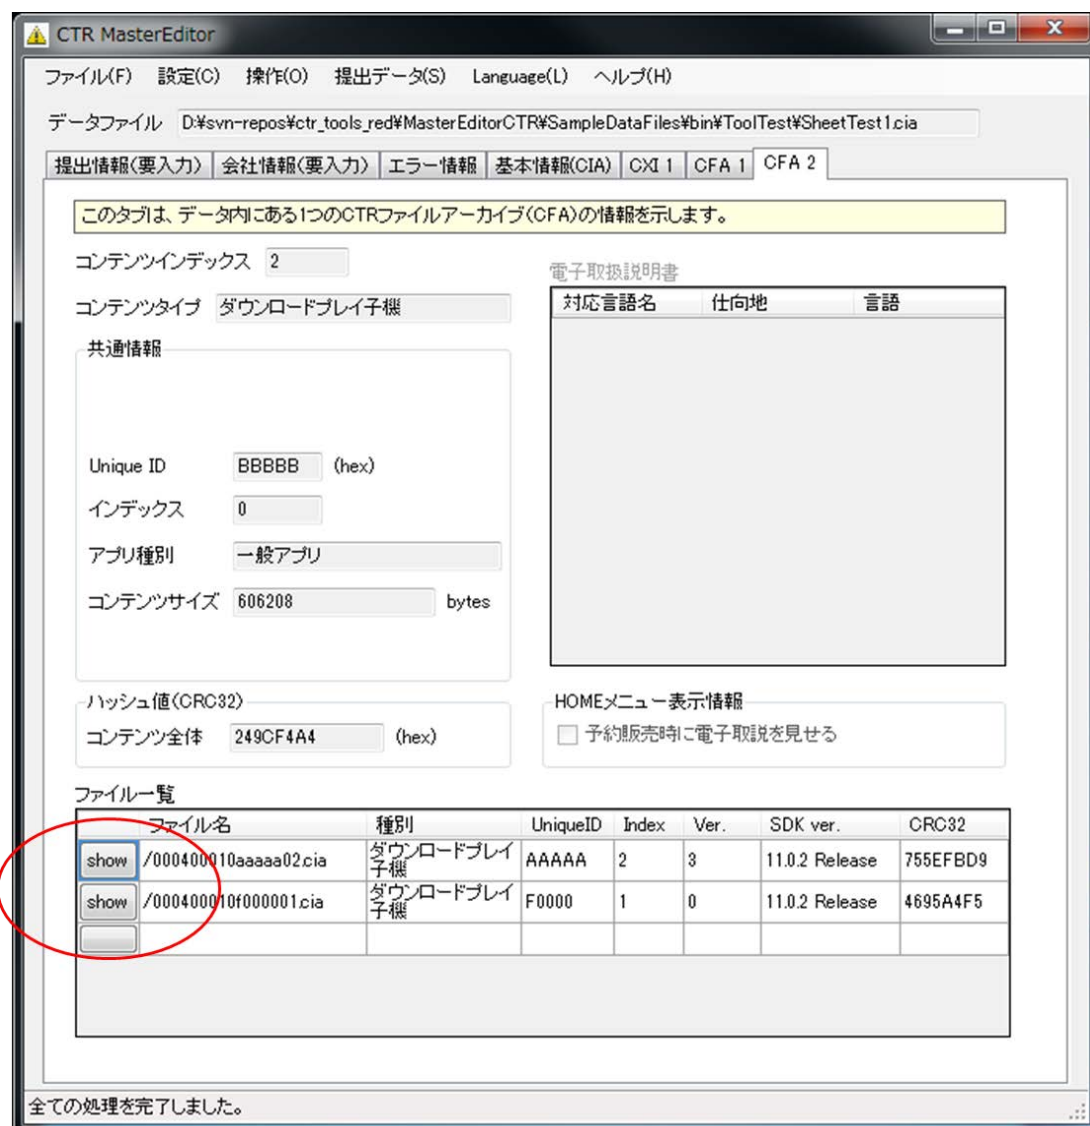 CTR MasterEditor
ファイル(F) 設定(C) 操作(O) 提出データ(S) Language(L) ヘルプ(H)
データファイル D:¥svn-repos¥ctr_tools_red¥MasterEditorCTR¥SampleDataFiles¥bin¥ToolTest¥SheetTest1.cia
提出情報(要入力) 会社情報(要入力) エラー情報 基本情報(CIA) CXI 1 CFA 1 CFA 2
このタブは、データ内にある1つのCTRファイルアーカイブ(CFA)の情報を示します。
コンテンツインデックス 2
コンテンツタイプ ダウンロードプレイ子機
共通情報
Unique ID BBBBB (hex)
インデックス 0
アプリ種別 一般アプリ
コンテンツサイズ 606208 bytes
電子取扱説明書
対応言語名 仕向地 言語
ハッシュ値(CRC32)
コンテンツ全体 249CF4A4 (hex)
HOMEメニュー表示情報
予約販売時に電子取説を見せる
ファイル一覧
ファイル名 種別 UniqueID Index Ver. SDK ver. CRC32
show /000400010aaaaa02.cia ダウンロードプレイ子機 AAAAA 2 3 11.0.2 Release 755EFBD9
show /000400010f000001.cia ダウンロードプレイ子機 F0000 1 0 11.0.2 Release 4695A4F5
全ての処理を完了しました。